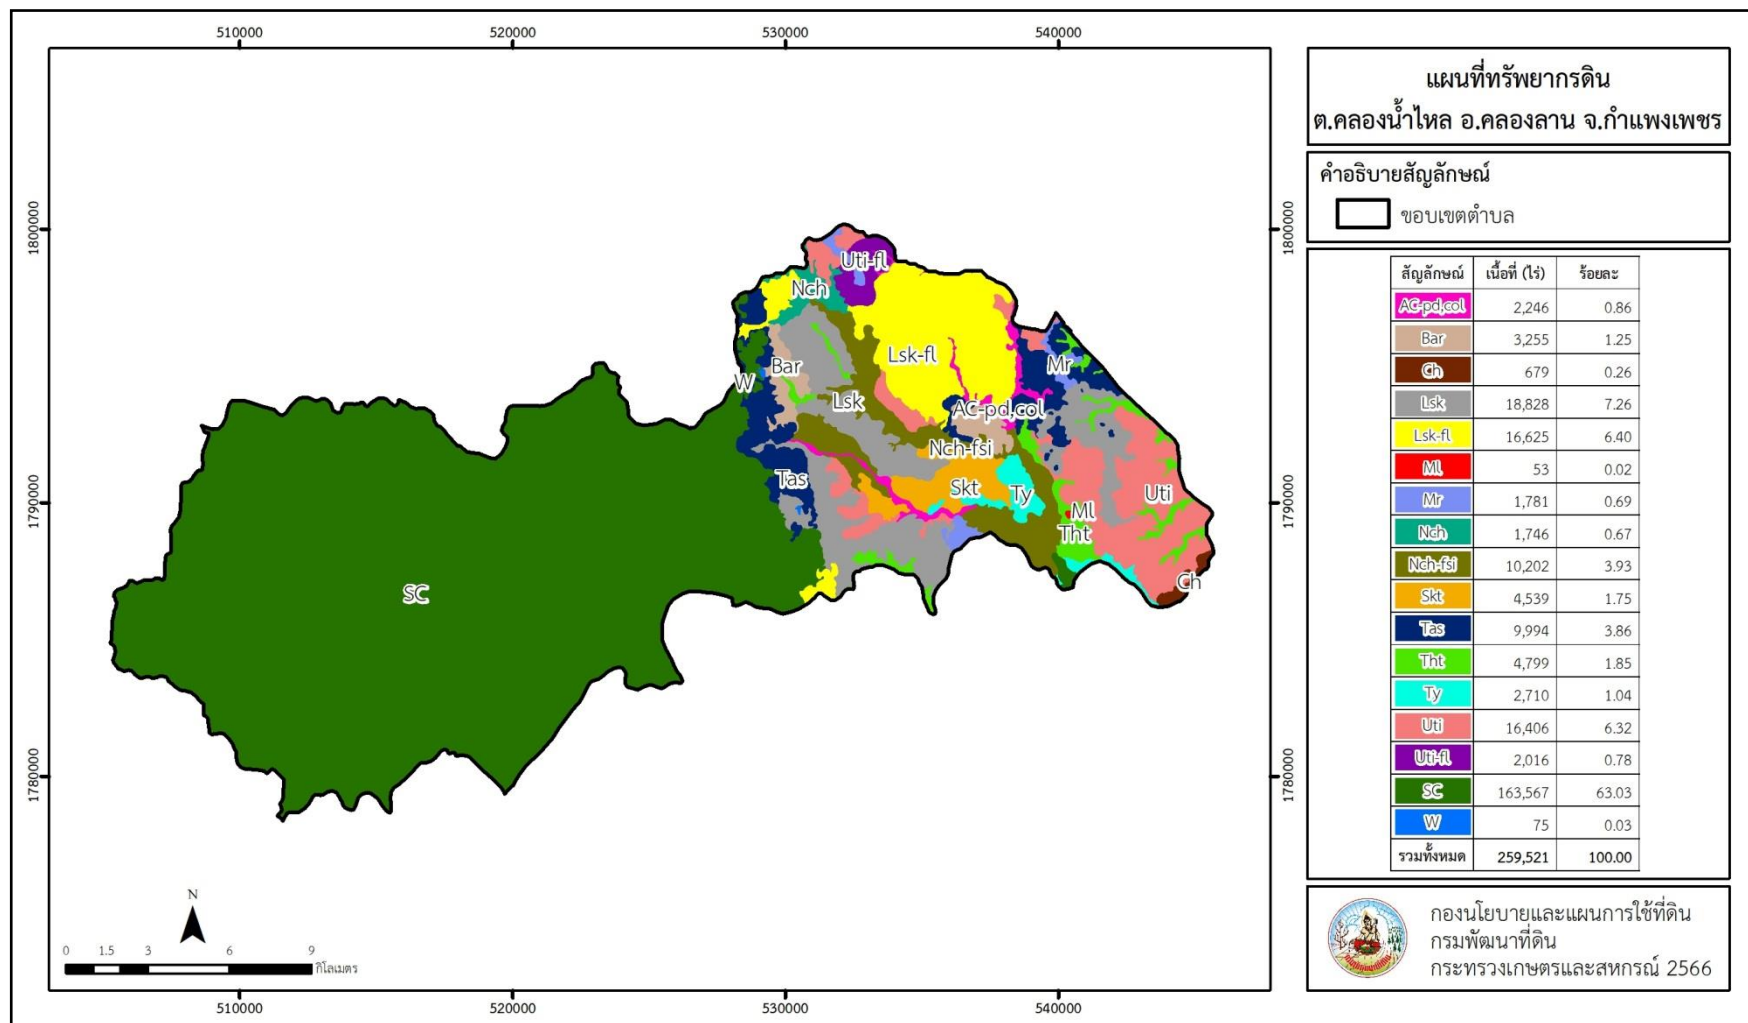 510000
520000
530000
540000
1800000
1790000
1780000
1800000
1790000
1780000
Uti-fl
Nch
Lsk-fl
Mr
Bar
W
Lsk
AC-pd,col
Nch-fsi
Tas
Skt
Ty
Uti
Ml
Tht
Ch
SC
N
0 1.5 3 6 9
กิโลเมตร
510000
520000
530000
540000
แผนที่ทรัพยากรดิน
ต.คลองน้ำไหล อ.คลองลาน จ.กำแพงเพชร
คำอธิบายสัญลักษณ์
ขอบเขตตำบล
สัญลักษณ์ เนื้อที่ (ไร่) ร้อยละ
AC-pd,col 2,246 0.86
Bar 3,255 1.25
Ch 679 0.26
Lsk 18,828 7.26
Lsk-fl 16,625 6.40
Ml 53 0.02
Mr 1,781 0.69
Nch 1,746 0.67
Nch-fsi 10,202 3.93
Skt 4,539 1.75
Tas 9,994 3.86
Tht 4,799 1.85
Ty 2,710 1.04
Uti 16,406 6.32
Uti-fl 2,016 0.78
SC 163,567 63.03
W 75 0.03
รวมทั้งหมด 259,521 100.00
กองนโยบายและแผนการใช้ที่ดิน
กรมพัฒนาที่ดิน
กระทรวงเกษตรและสหกรณ์ 2566